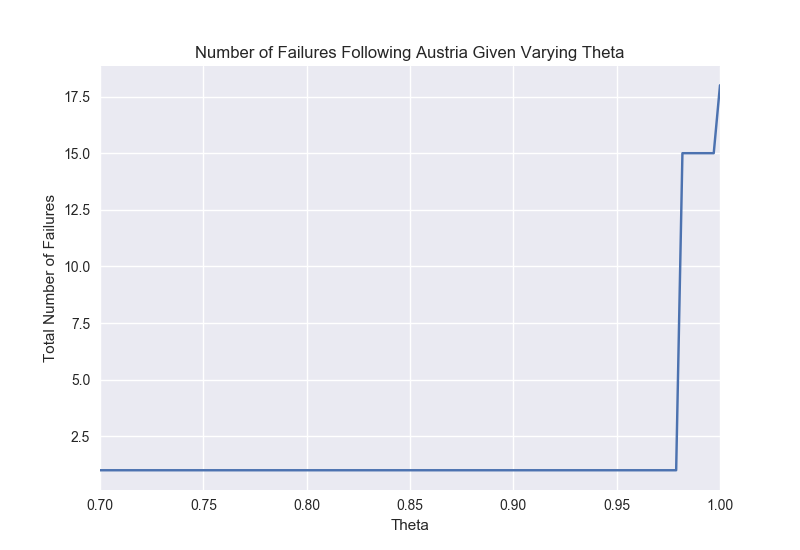 Number of Failures Following Austria Given Varying Theta
17.5
15.0
12.5
10.0
7.5
5.0
2.5
Total Number of Failures
0.70 0.75 0.80 0.85 0.90 0.95 1.00
Theta